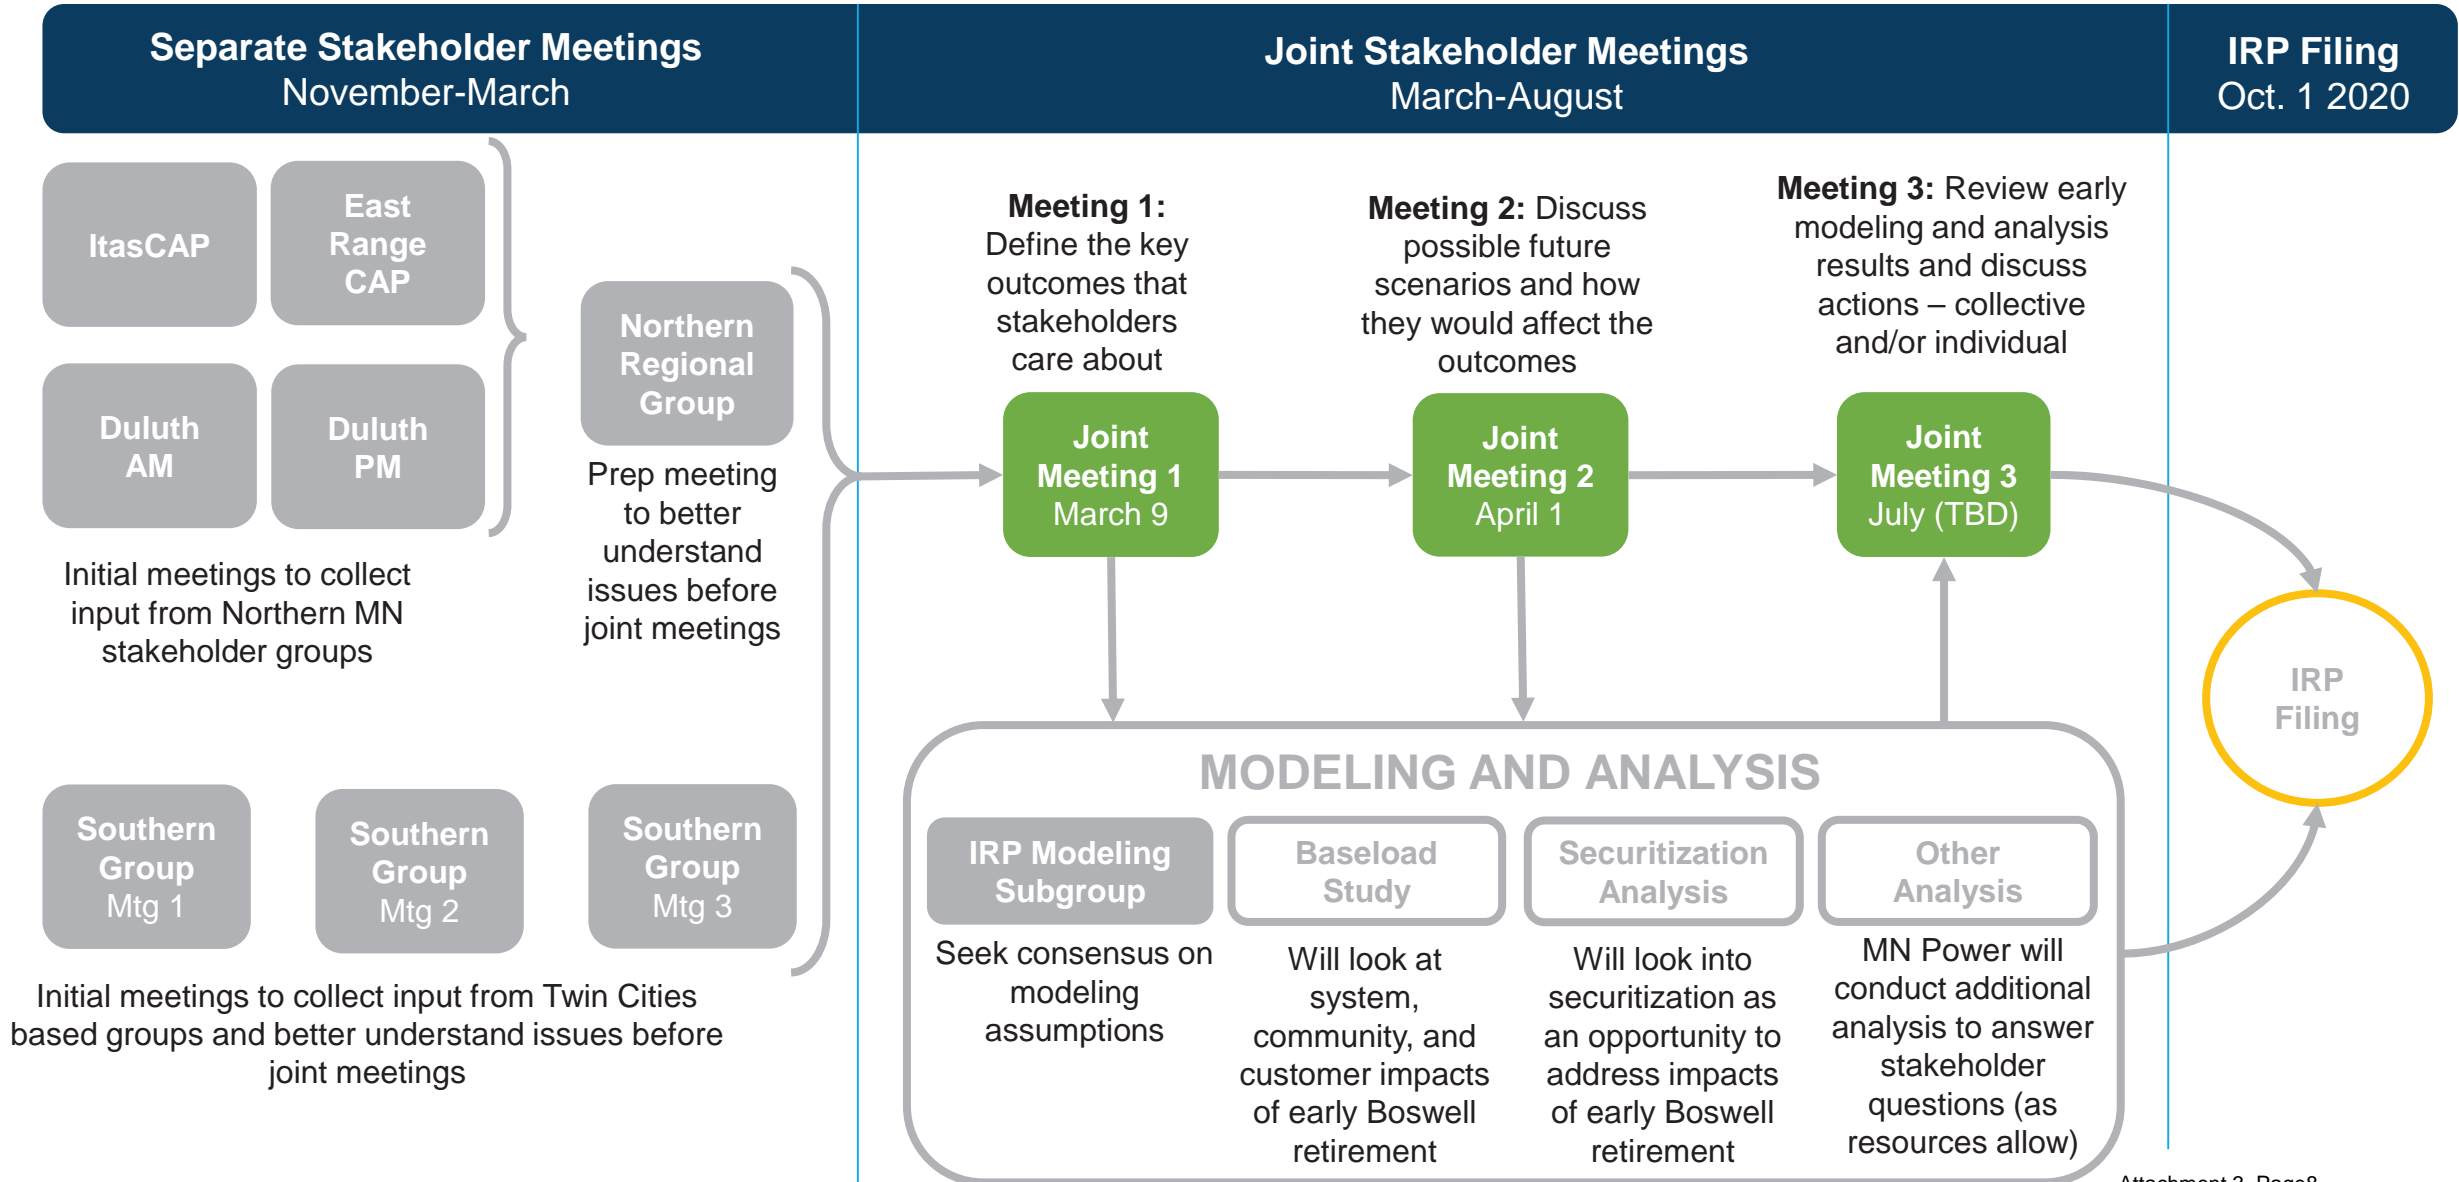 Separate Stakeholder Meetings
November-March
Joint Stakeholder Meetings
March-August
IRP Filing
Oct. 1 2020
ItasCAP
East
Range
CAP
Duluth
AM
Duluth
PM
Initial meetings to collect
input from Northern MN
stakeholder groups
Northern
Regional
Group
Prep meeting
to better
understand
issues before
joint meetings
Southern
Group
Mtg 1
Southern
Group
Mtg 2
Southern
Group
Mtg 3
Initial meetings to collect input from Twin Cities
based groups and better understand issues before
joint meetings
Meeting 1:
Define the key
outcomes that
stakeholders
care about
Meeting 2: Discuss
possible future
scenarios and how
they would affect the
outcomes
Meeting 3: Review early
modeling and analysis
results and discuss
actions – collective
and/or individual
Joint
Meeting 1
March 9
Joint
Meeting 2
April 1
Joint
Meeting 3
July (TBD)
IRP
Filing
MODELING AND ANALYSIS
IRP Modeling
Subgroup
Seek consensus on
modeling
assumptions
Baseload
Study
Will look at
system,
community, and
customer impacts
of early Boswell
retirement
Securitization
Analysis
Will look into
securitization as
an opportunity to
address impacts
of early Boswell
retirement
Other
Analysis
MN Power will
conduct additional
analysis to answer
stakeholder
questions (as
resources allow)
Attachment 3, Page8